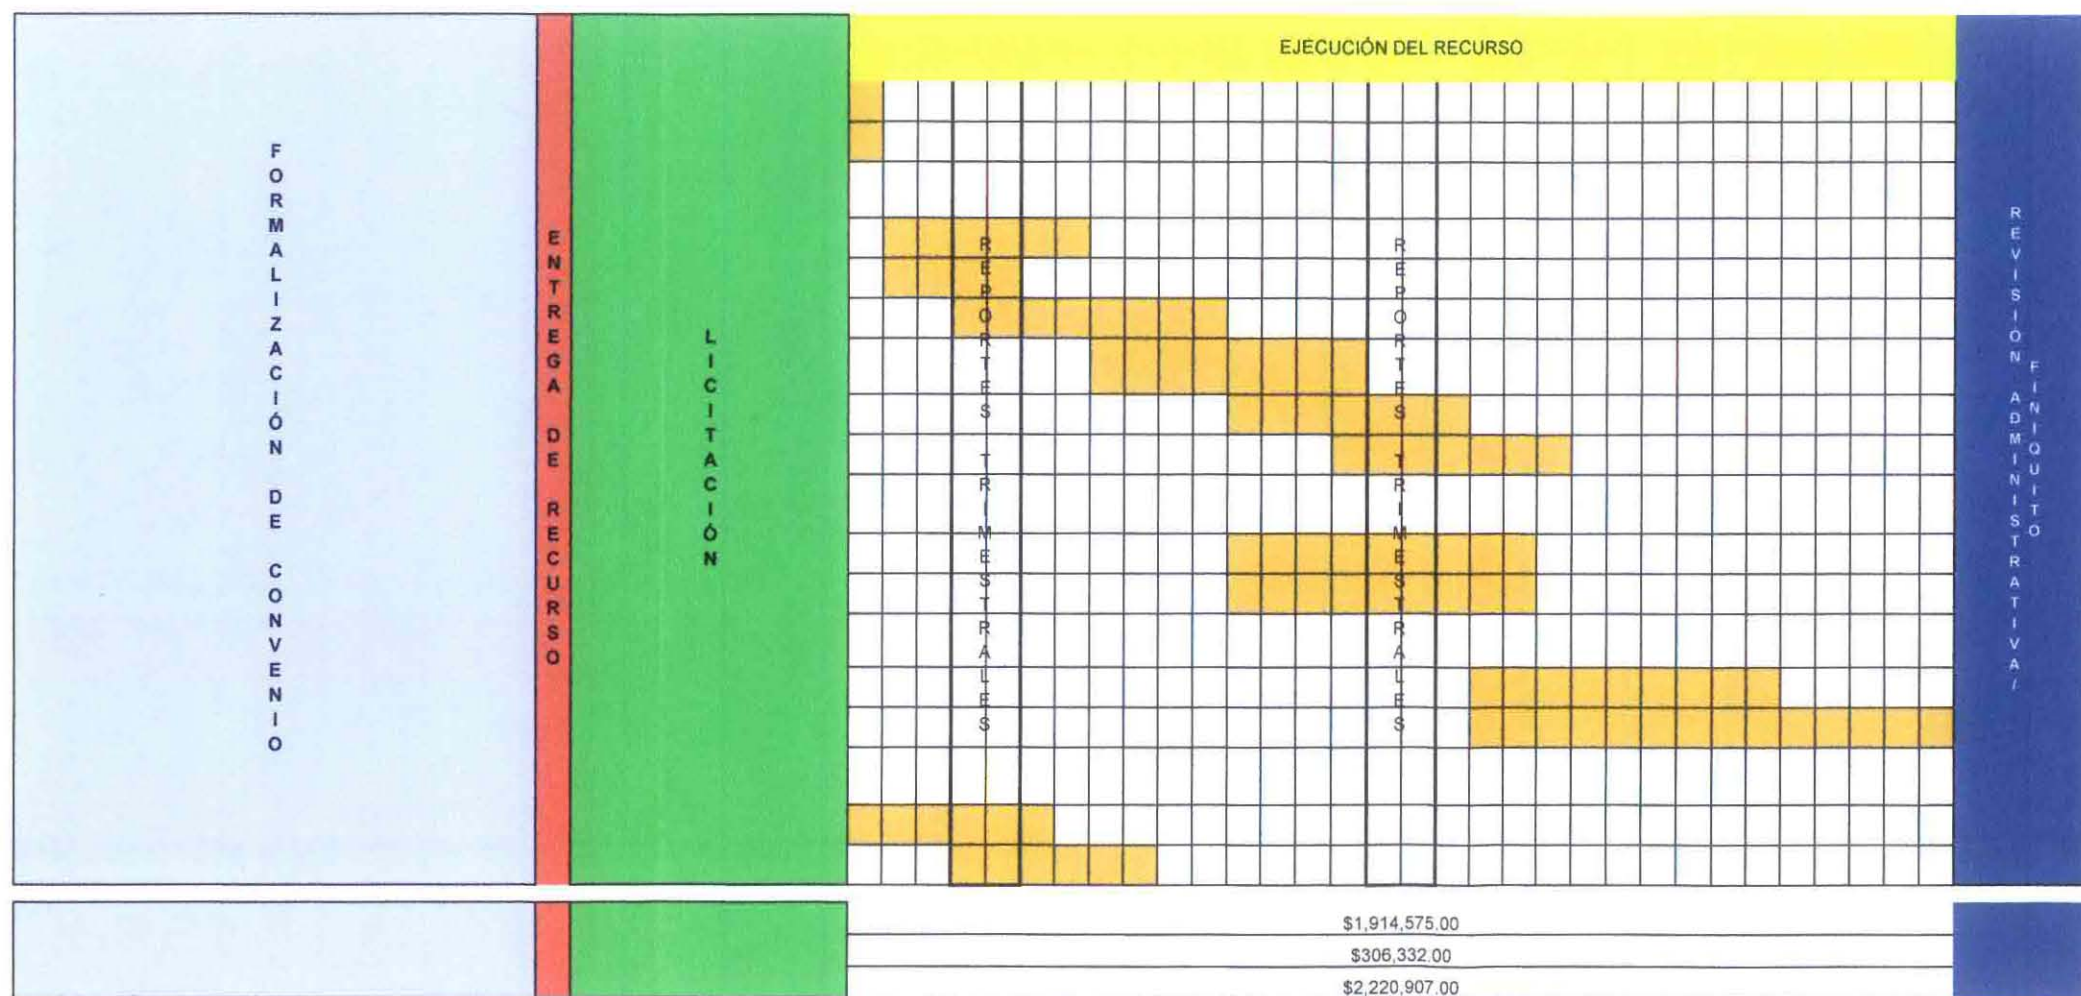 EJECUCIÓN DEL RECURSO
FORMALIZACIÓN DE CONVENIO
ENTREGA DE RECURSO
LICITACIÓN
REPORTES TRIMESTRALES
REPORTES TRIMESTRALES
REVISIÓN ADMINISTRATIVA/
FINIQUITO
$1,914,575.00
$306,332.00
$2,220,907.00